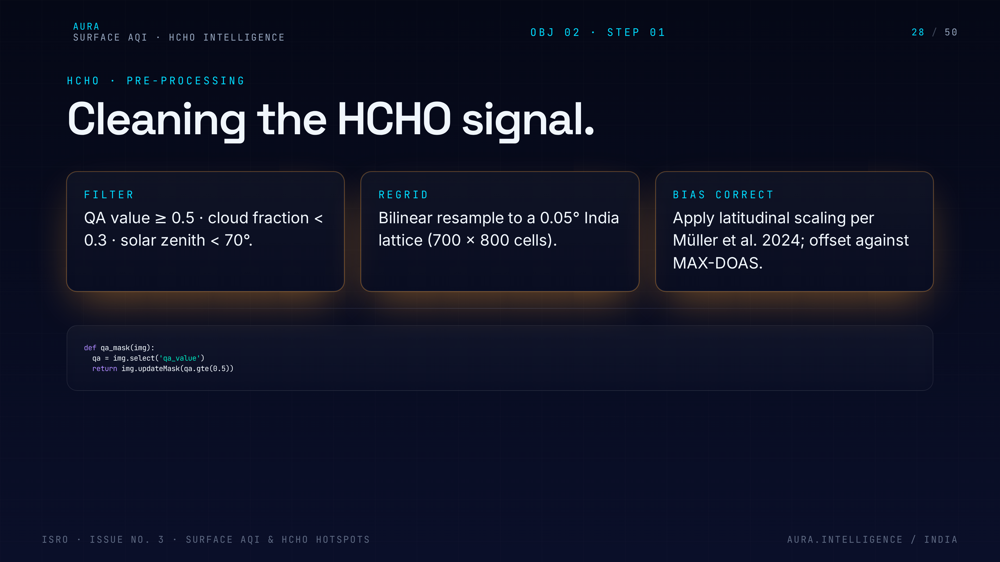 AURA
SURFACE AQI · HCHO INTELLIGENCE
OBJ 02 · STEP 01
28 / 50
HCHO · PRE-PROCESSING
Cleaning the HCHO signal.
FILTER
QA value ≥ 0.5 · cloud fraction <
0.3 · solar zenith < 70°.
REGRID
Bilinear resample to a 0.05° India
lattice (700 × 800 cells).
BIAS CORRECT
Apply latitudinal scaling per
Müller et al. 2024; offset against
MAX-DOAS.
def qa_mask(img):
  qa = img.select('qa_value')
  return img.updateMask(qa.gte(0.5))
ISRO · ISSUE NO. 3 · SURFACE AQI & HCHO HOTSPOTS
AURA.INTELLIGENCE / INDIA